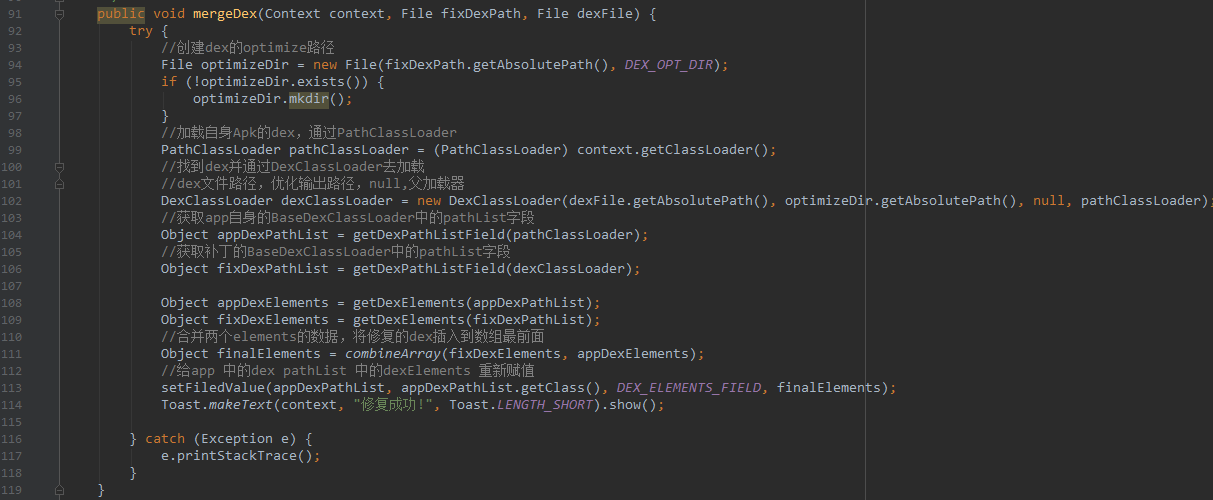 91 public void mergeDex(Context context, File fixDexPath, File dexFile) {
92 try {
93 //创建dex的optimize路径
94 File optimizeDir = new File(fixDexPath.getAbsolutePath(), DEX_OPT_DIR);
95 if (!optimizeDir.exists()) {
96 optimizeDir.mkdir();
97 }
98 //加载自身Apk的dex，通过PathClassLoader
99 PathClassLoader pathClassLoader = (PathClassLoader) context.getClassLoader();
100 //找到dex并通过DexClassLoader去加载
101 //dex文件路径，优化输出路径，null,父加载器
102 DexClassLoader dexClassLoader = new DexClassLoader(dexFile.getAbsolutePath(), optimizeDir.getAbsolutePath(), null, pathClassLoader);
103 //获取app自身的BaseDexClassLoader中的pathList字段
104 Object appDexPathList = getDexPathListField(pathClassLoader);
105 //获取补丁的BaseDexClassLoader中的pathList字段
106 Object fixDexPathList = getDexPathListField(dexClassLoader);
107
108 Object appDexElements = getDexElements(appDexPathList);
109 Object fixDexElements = getDexElements(fixDexPathList);
110 //合并两个elements的数据，将修复的dex插入到数组最前面
111 Object finalElements = combineArray(fixDexElements, appDexElements);
112 //给app 中的dex pathList 中的dexElements 重新赋值
113 setFiledValue(appDexPathList, appDexPathList.getClass(), DEX_ELEMENTS_FIELD, finalElements);
114 Toast.makeText(context, "修复成功!", Toast.LENGTH_SHORT).show();
115
116 } catch (Exception e) {
117 e.printStackTrace();
118 }
119 }